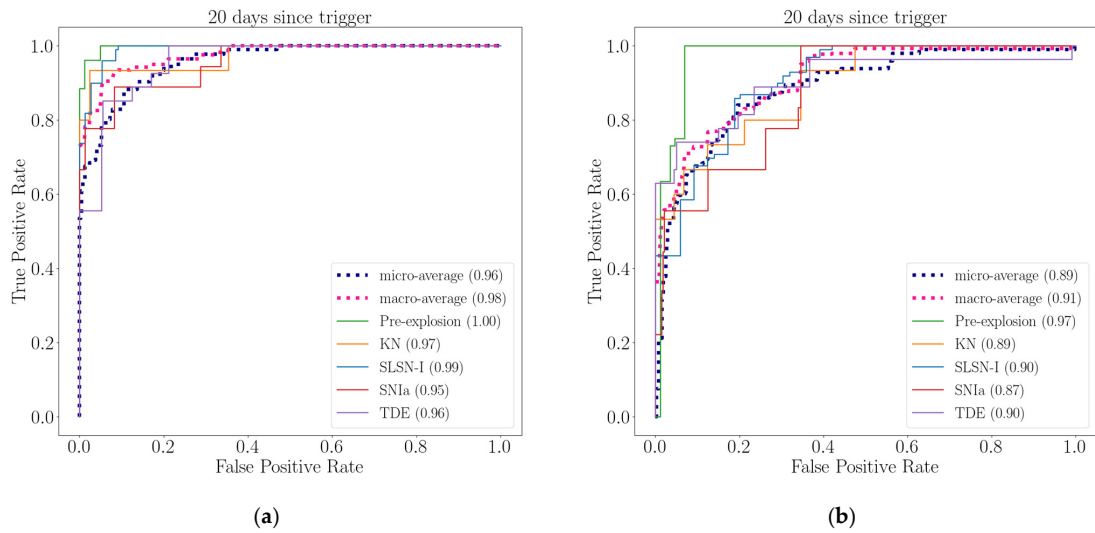 20 days since trigger
1.0
0.8
0.6
0.4
0.2
0.0
True Positive Rate
micro-average (0.96)
macro-average (0.98)
Pre-explosion (1.00)
KN (0.97)
SLSN-I (0.99)
SNIa (0.95)
TDE (0.96)
0.0 0.2 0.4 0.6 0.8 1.0
False Positive Rate
(a)
20 days since trigger
1.0
0.8
0.6
0.4
0.2
0.0
True Positive Rate
micro-average (0.89)
macro-average (0.91)
Pre-explosion (0.97)
KN (0.89)
SLSN-I (0.90)
SNIa (0.87)
TDE (0.90)
0.0 0.2 0.4 0.6 0.8 1.0
False Positive Rate
(b)